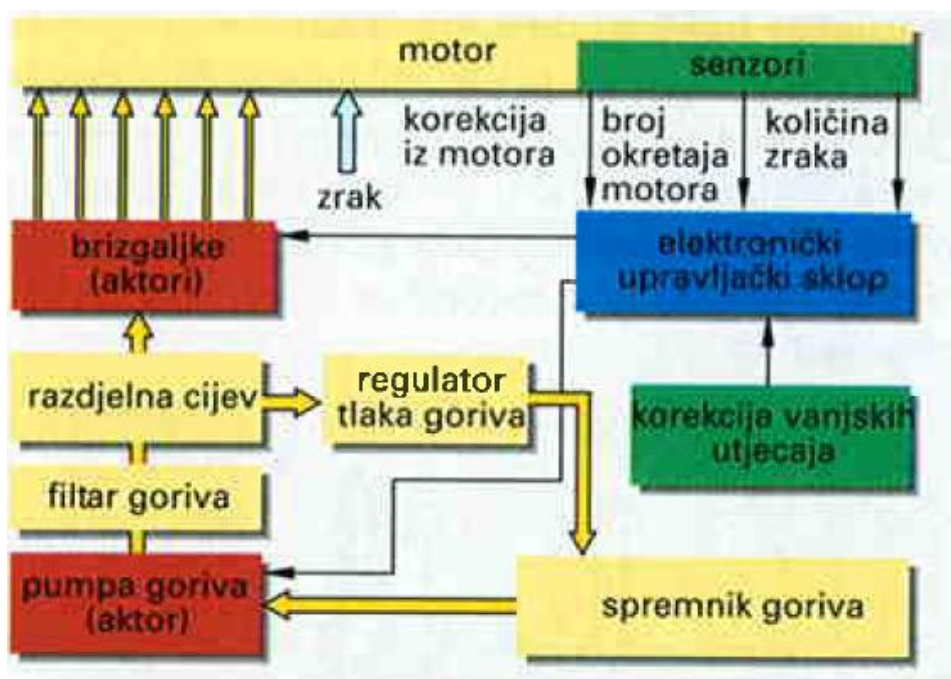 motor
senzori
korekcija
iz motora
broj
okretaja
motora
količina
zraka
zrak
brizgaljke
(aktori)
elektronički
upravljački sklop
razdjelna cijev
regulator
tlaka goriva
korekcija vanjskih
utjecaja
filtar goriva
pumpa goriva
(aktor)
spremnik goriva